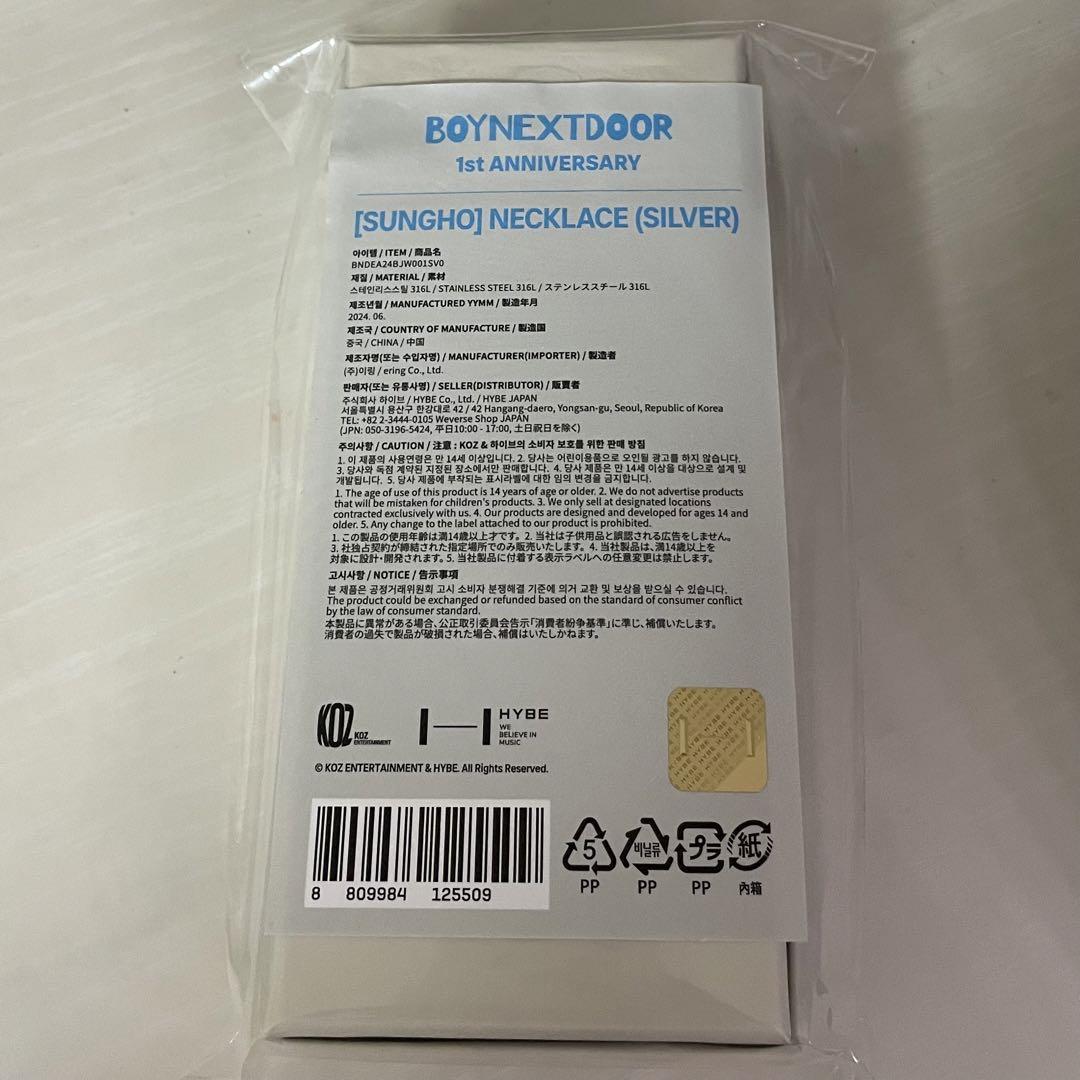 BOYNEXTDOOR
1st ANNIVERSARY
[SUNGHO] NECKLACE (SILVER)
아이템 / ITEM / 商品名
BNDEA24BJW001SV0
재질 / MATERIAL / 素材
스테인리스스틸 316L / STAINLESS STEEL 316L / ステンレススチール 316L
제조년월 / MANUFACTURED YYMM / 製造年月
2024. 06.
제조국 / COUNTRY OF MANUFACTURE / 製造国
중국 / CHINA / 中国
제조자명(또는 수입자명) / MANUFACTURER(IMPORTER) / 製造者
(주)이링 / ering Co., Ltd.
판매자(또는 유통사명) / SELLER(DISTRIBUTOR) / 販賣者
주식회사 하이브 / HYBE Co., Ltd. / HYBE JAPAN
서울특별시 용산구 한강대로 42 / 42 Hangang-daero, Yongsan-gu, Seoul, Republic of Korea
TEL: +82 2-3444-0105 Weverse Shop JAPAN
(JPN: 050-3196-5424, 平日10:00 - 17:00, 土日祝日を除く)
주의사항 / CAUTION / 注意 : KOZ & 하이브의 소비자 보호를 위한 판매 방침
1. 이 제품의 사용연령은 만 14세 이상입니다. 2. 당사는 어린이용품으로 오인될 광고를 하지 않습니다.
3. 당사와 독점 계약된 지정된 장소에서만 판매합니다. 4. 당사 제품은 만 14세 이상을 대상으로 설계 및
개발됩니다. 5. 당사 제품에 부착되는 표시라벨에 대한 임의 변경을 금지합니다.
1. The age of use of this product is 14 years of age or older. 2. We do not advertise products
that will be mistaken for children's products. 3. We only sell at designated locations
contracted exclusively with us. 4. Our products are designed and developed for ages 14 and
older. 5. Any change to the label attached to our product is prohibited.
1. この製品の使用年齢は満14歳以上才です。 2. 当社は子供用品と誤認される広告をしません。
3. 社独占契約が締結された指定場所でのみ販売いたします。 4. 当社製品は、満14歳以上を
対象に設計・開発されます。 5. 当社製品に付着する表示ラベルへの任意変更は禁止します。
고시사항 / NOTICE / 告示事項
본 제품은 공정거래위원회 고시 소비자 분쟁해결 기준에 의거 교환 및 보상을 받으실 수 있습니다.
The product could be exchanged or refunded based on the standard of consumer conflict
by the law of consumer standard.
本製品に異常がある場合、公正取引委員会告示「消費者紛争基準」に準じ、補償いたします。
消費者の過失で製品が破損された場合、補償はいたしかねます。
KOZ KOZ ENTERTAINMENT
HYBE
WE
BELIEVE IN
MUSIC
© KOZ ENTERTAINMENT & HYBE. All Rights Reserved.
8 809984 125509
5 비닐류 プラ 紙
PP PP PP 内箱